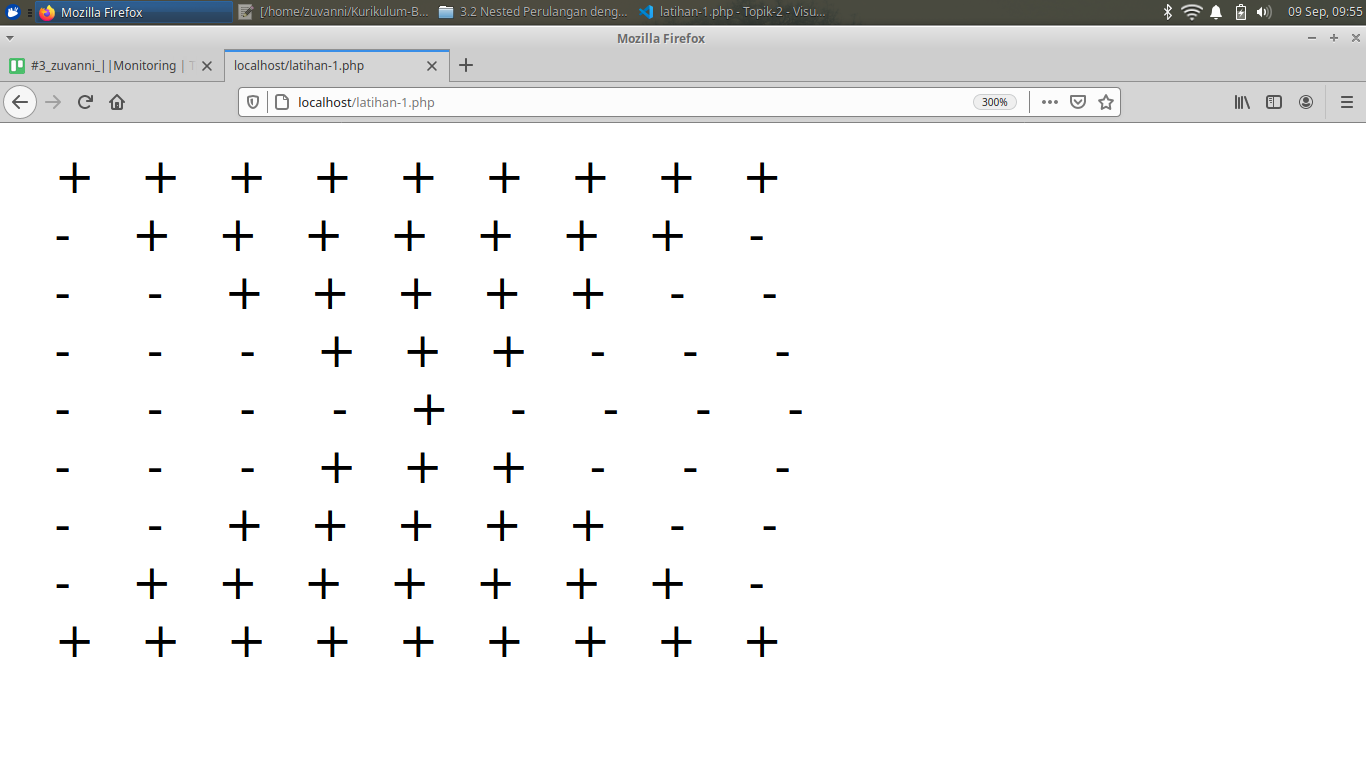 Mozilla Firefox [/home/zuvanni/Kurikulum-B... 3.2 Nested Perulangan deng... latihan-1.php - Topik-2 - Visu... 09 Sep, 09:55
Mozilla Firefox
#3_zuvanni_||Monitoring | T localhost/latihan-1.php
localhost/latihan-1.php 300%
+ + + + + + + + +
- + + + + + + + -
- - + + + + + - -
- - - + + + - - -
- - - - + - - - -
- - - + + + - - -
- - + + + + + - -
- + + + + + + + -
+ + + + + + + + +